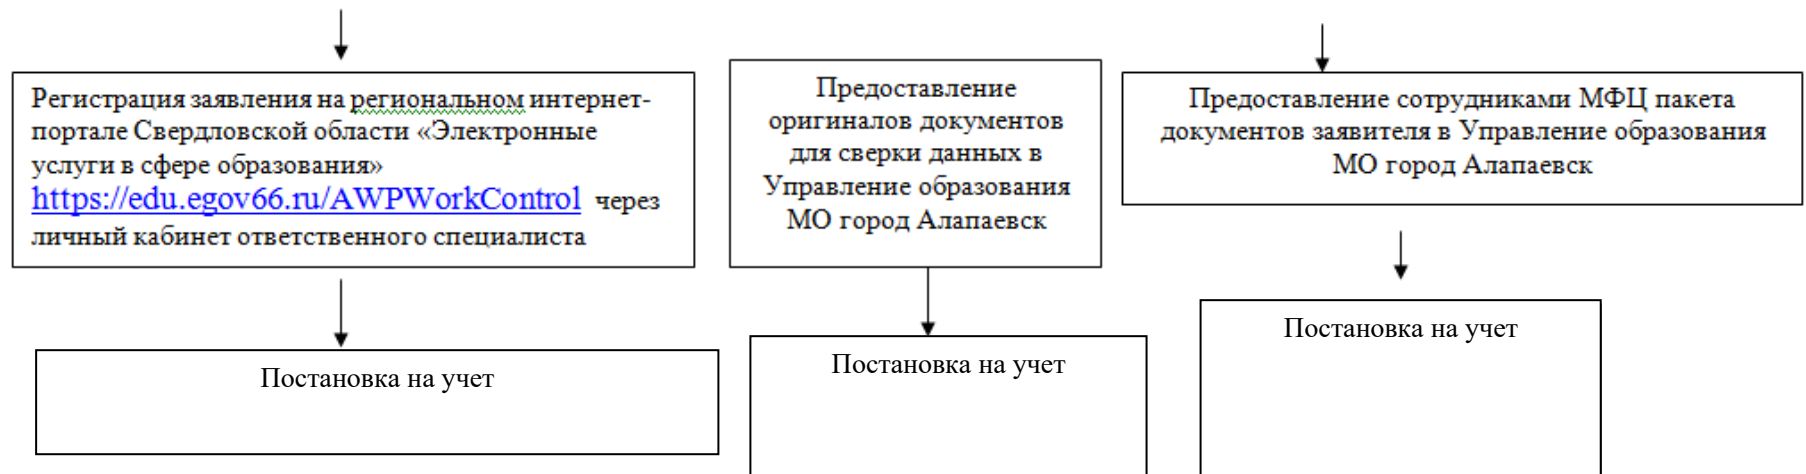 Регистрация заявления на региональном интернет-
портале Свердловской области «Электронные
услуги в сфере образования»
https://edu.egov66.ru/AWPWorkControl через
личный кабинет ответственного специалиста
Предоставление
оригиналов документов
для сверки данных в
Управление образования
МО город Алапаевск
Предоставление сотрудниками МФЦ пакета
документов заявителя в Управление образования
МО город Алапаевск
Постановка на учет
Постановка на учет
Постановка на учет